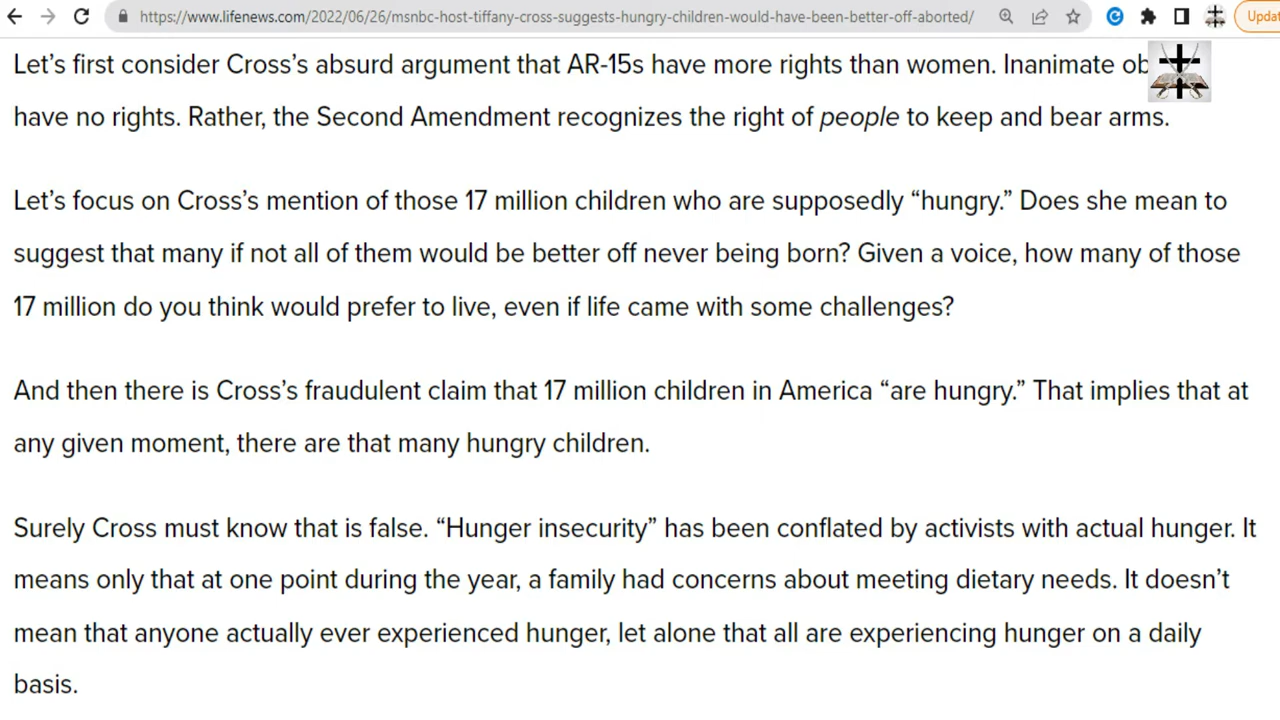 https://www.lifenews.com/2022/06/26/msnbc-host-tiffany-cross-suggests-hungry-children-would-have-been-better-off-aborted/
Updat
Let's first consider Cross's absurd argument that AR-15s have more rights than women. Inanimate ob
have no rights. Rather, the Second Amendment recognizes the right of people to keep and bear arms.
Let's focus on Cross's mention of those 17 million children who are supposedly “hungry.” Does she mean to
suggest that many if not all of them would be better off never being born? Given a voice, how many of those
17 million do you think would prefer to live, even if life came with some challenges?
And then there is Cross's fraudulent claim that 17 million children in America “are hungry.” That implies that at
any given moment, there are that many hungry children.
Surely Cross must know that is false. “Hunger insecurity” has been conflated by activists with actual hunger. It
means only that at one point during the year, a family had concerns about meeting dietary needs. It doesn't
mean that anyone actually ever experienced hunger, let alone that all are experiencing hunger on a daily
basis.